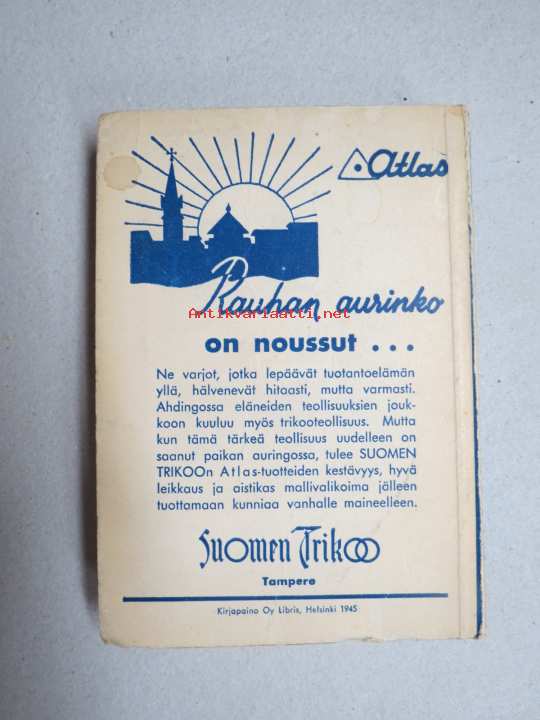 Atlas
Rauhan aurinko
Antikvariaatti.net
on noussut ...
Ne varjot, jotka lepäävät tuotantoelämän
yllä, hälvenevät hitaasti, mutta varmasti.
Ahdingossa eläneiden teollisuuksien jouk-
koon kuuluu myös trikooteollisuus. Mutta
kun tämä tärkeä teollisuus uudelleen on
saanut paikan auringossa, tulee SUOMEN
TRIKOOn Atlas-tuotteiden kestävyys, hyvä
leikkaus ja aistikas mallivalikoima jälleen
tuottamaan kunniaa vanhalle maineelleen.
Suomen Trikoo
Tampere
Kirjapaino Oy Libris, Helsinki 1945